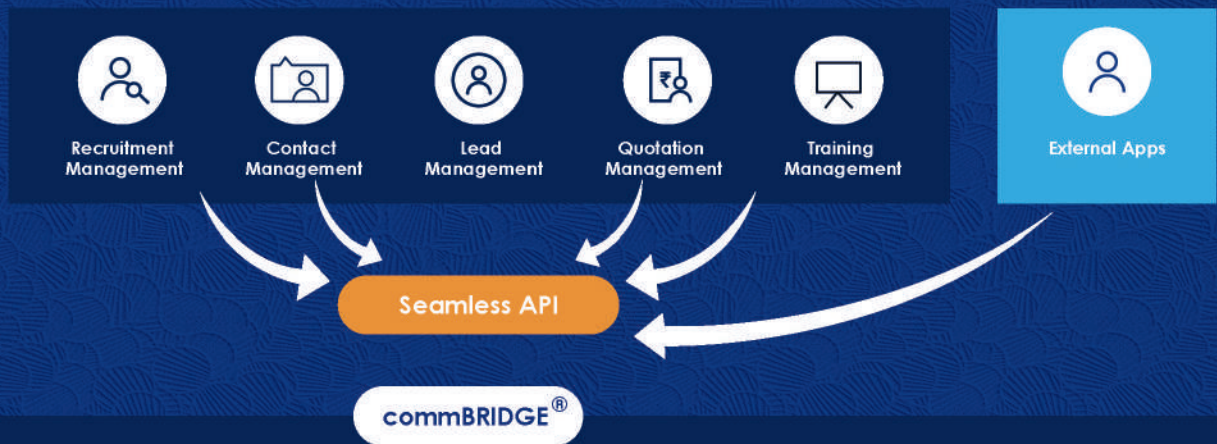 ₹
Recruitment
Management
Contact
Management
Lead
Management
Quotation
Management
Training
Management
External Apps
Seamless API
commBRIDGE®